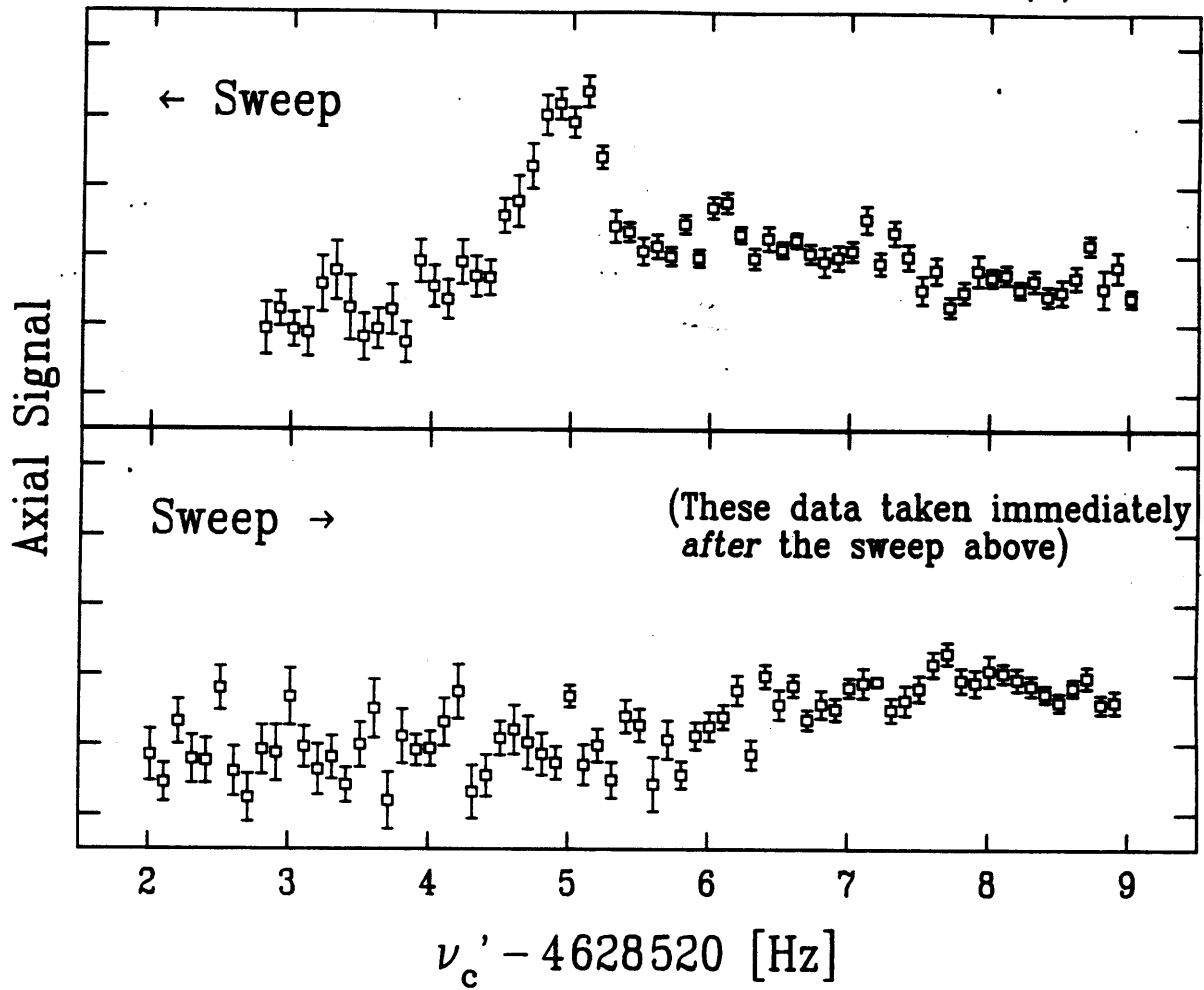 ← Sweep
Axial Signal
Sweep →
(These data taken immediately
after the sweep above)
2 3 4 5 6 7 8 9
ν_c' − 4628520 [Hz]